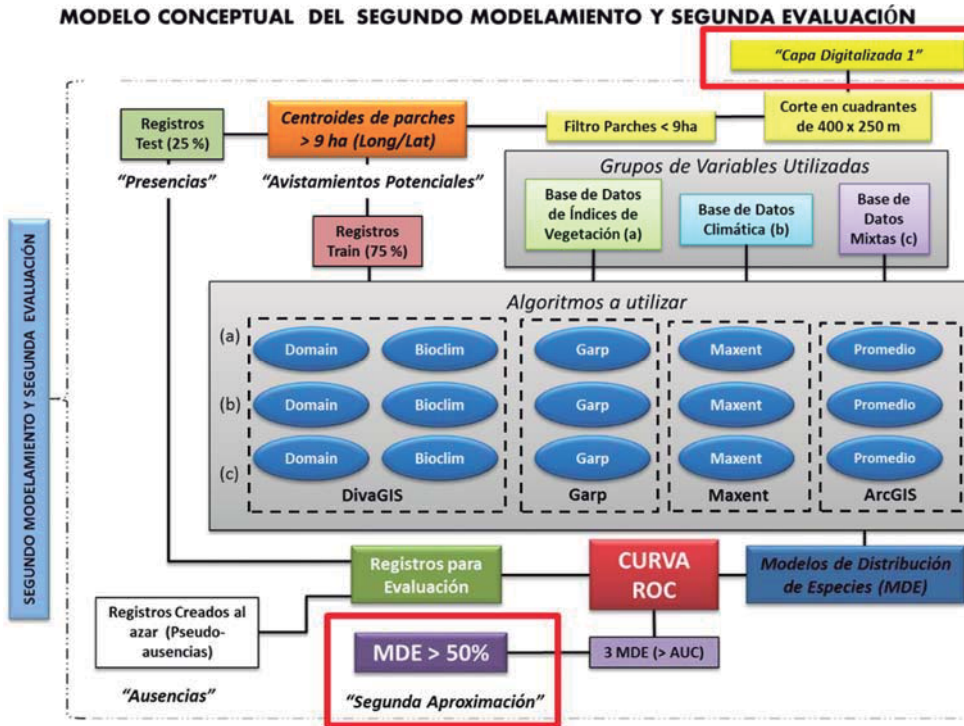 MODELO CONCEPTUAL DEL SEGUNDO MODELAMIENTO Y SEGUNDA EVALUACIÓN
"Capa Digitalizada 1"
Registros
Test (25 %)
Centroides de parches
> 9 ha (Long/Lat)
Filtro Parches < 9ha
Corte en cuadrantes
de 400 x 250 m
"Presencias"
"Avistamientos Potenciales"
Grupos de Variables Utilizadas
Registros
Train (75 %)
Base de Datos
de Índices de
Vegetación (a)
Base de Datos
Climática (b)
Base de
Datos
Mixtas (c)
SEGUNDO MODELAMIENTO Y SEGUNDA EVALUACIÓN
Algoritmos a utilizar
(a) Domain Bioclim Garp Maxent Promedio
(b) Domain Bioclim Garp Maxent Promedio
(c) Domain Bioclim Garp Maxent Promedio
DivaGIS Garp Maxent ArcGIS
Registros para
Evaluación
CURVA
ROC
Modelos de Distribución
de Especies (MDE)
Registros Creados al
azar (Pseudo-
ausencias)
MDE > 50%
3 MDE (> AUC)
"Ausencias"
"Segunda Aproximación"